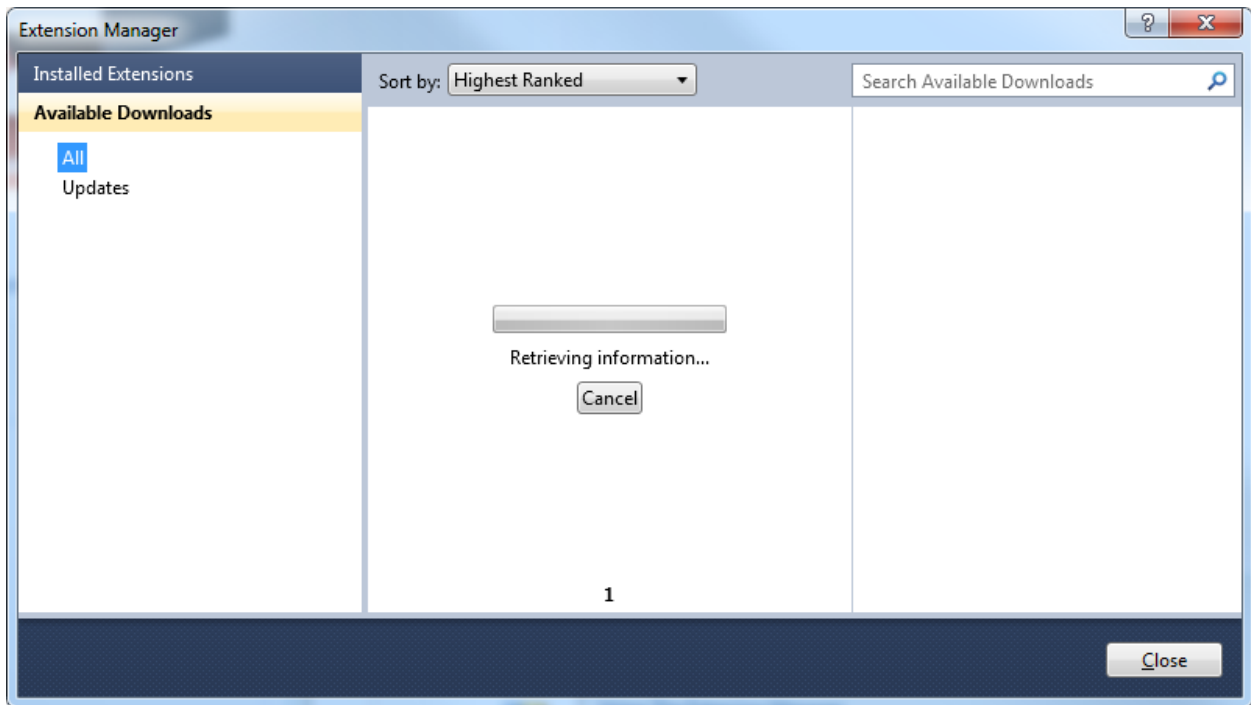 Extension Manager
Installed Extensions
Available Downloads
All
Updates
Sort by: Highest Ranked
Search Available Downloads
Retrieving information...
Cancel
1
Close